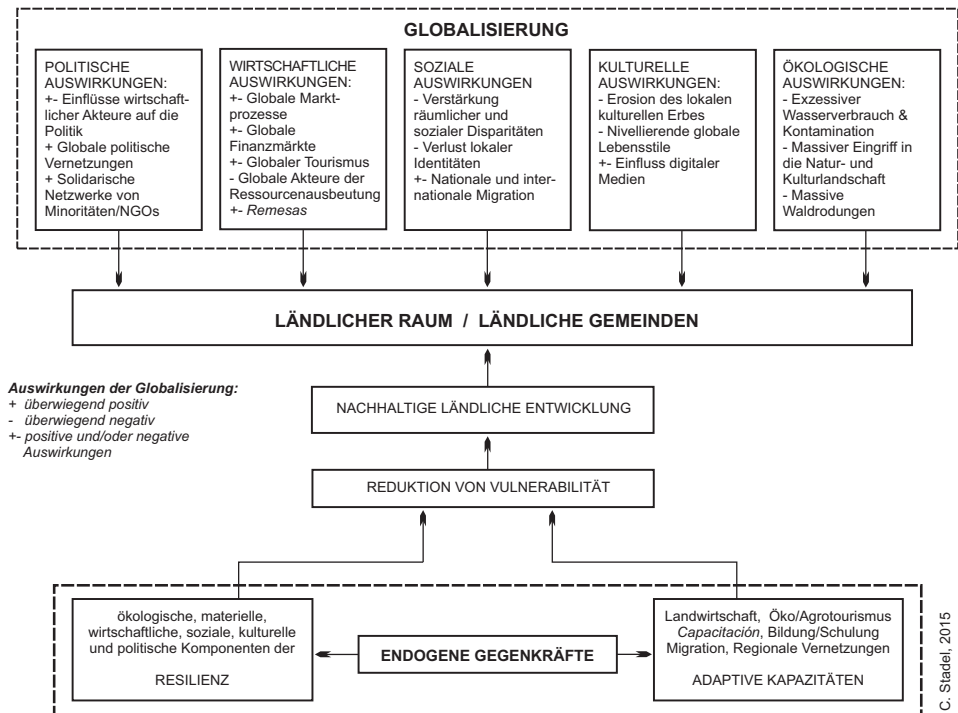 GLOBALISIERUNG
POLITISCHE
AUSWIRKUNGEN:
+- Einflüsse wirtschaft-
licher Akteure auf die
Politik
+ Globale politische
Vernetzungen
+ Solidarische
Netzwerke von
Minoritäten/NGOs
WIRTSCHAFTLICHE
AUSWIRKUNGEN:
+- Globale Markt-
prozesse
+- Globale
Finanzmärkte
+- Globaler Tourismus
- Globale Akteure der
Ressourcenausbeutung
+- Remesas
SOZIALE
AUSWIRKUNGEN
- Verstärkung
räumlicher und
sozialer Disparitäten
- Verlust lokaler
Identitäten
+- Nationale und inter-
nationale Migration
KULTURELLE
AUSWIRKUNGEN:
- Erosion des lokalen
kulturellen Erbes
- Nivellierende globale
Lebensstile
+- Einfluss digitaler
Medien
ÖKOLOGISCHE
AUSWIRKUNGEN:
- Exzessiver
Wasserverbrauch &
Kontamination
- Massiver Eingriff in
die Natur- und
Kulturlandschaft
- Massive
Waldrodungen
LÄNDLICHER RAUM / LÄNDLICHE GEMEINDEN
Auswirkungen der Globalisierung:
+ überwiegend positiv
- überwiegend negativ
+- positive und/oder negative
Auswirkungen
NACHHALTIGE LÄNDLICHE ENTWICKLUNG
REDUKTION VON VULNERABILITÄT
ökologische, materielle,
wirtschaftliche, soziale, kulturelle
und politische Komponenten der
RESILIENZ
ENDOGENE GEGENKRÄFTE
Landwirtschaft, Öko/Agrotourismus
Capacitación, Bildung/Schulung
Migration, Regionale Vernetzungen
ADAPTIVE KAPAZITÄTEN
C. Stadel, 2015